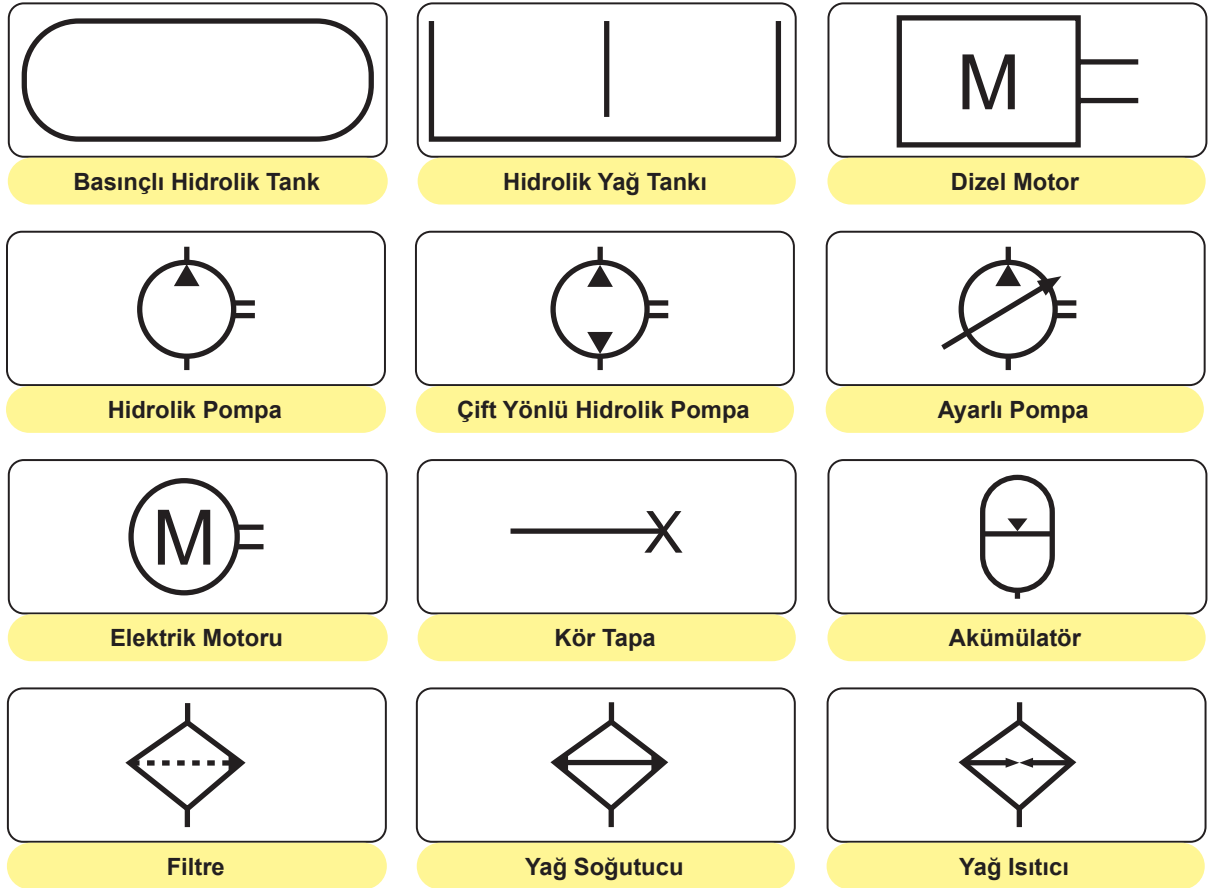 M
Basınçlı Hidrolik Tank
Hidrolik Yağ Tankı
Dizel Motor
Hidrolik Pompa
Çift Yönlü Hidrolik Pompa
Ayarlı Pompa
M
X
Elektrik Motoru
Kör Tapa
Akümülatör
Filtre
Yağ Soğutucu
Yağ Isıtıcı